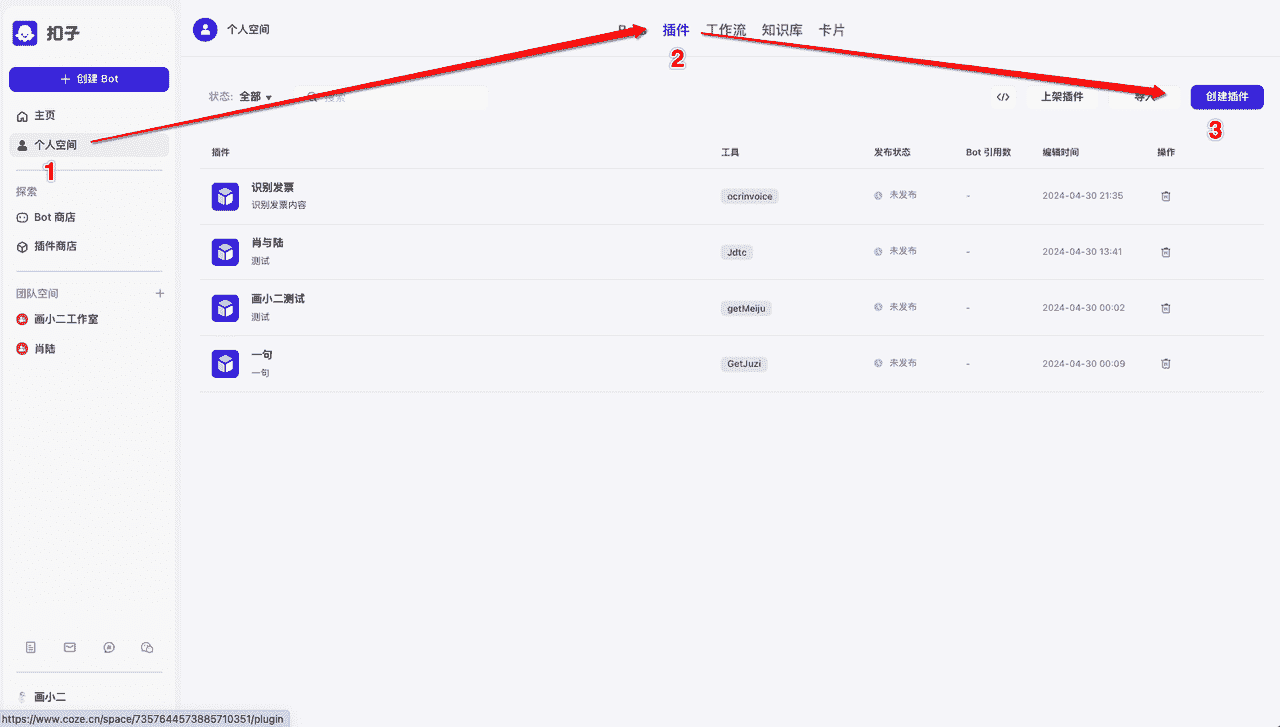 扣子
+ 创建 Bot
主页
个人空间
1
探索
Bot 商店
插件商店
团队空间 +
画小二工作室
肖陆
画小二
https://www.coze.cn/space/7357644573885710351/plugin
个人空间
插件 工作流 知识库 卡片
2
状态: 全部 搜索
</> 上架插件 导入 创建插件
3
插件 工具 发布状态 Bot 引用数 编辑时间 操作
识别发票
识别发票内容
ocrinvoice 未发布 - 2024-04-30 21:35
肖与陆
测试
Jdtc 未发布 - 2024-04-30 13:41
画小二测试
测试
getMeiju 未发布 - 2024-04-30 00:02
一句
一句
GetJuzi 未发布 - 2024-04-30 00:09